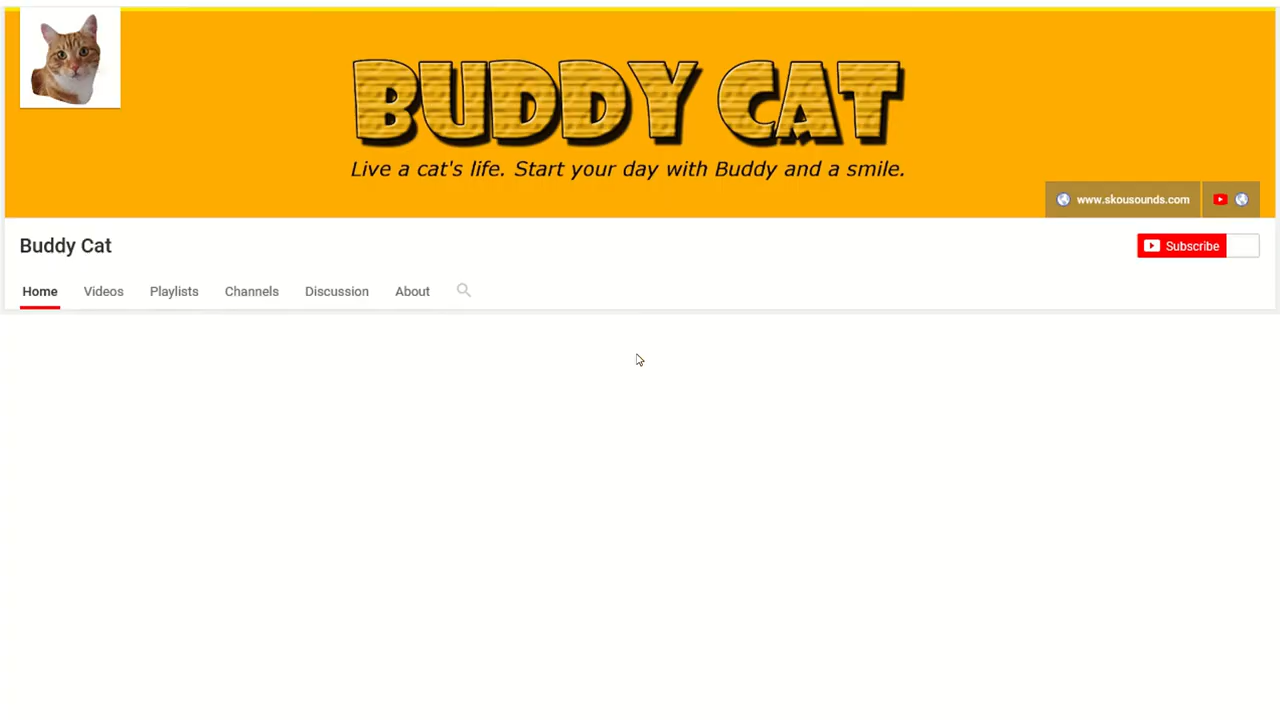 BUDDY CAT
Live a cat's life. Start your day with Buddy and a smile.
www.skousounds.com
Buddy Cat
Subscribe
Home Videos Playlists Channels Discussion About